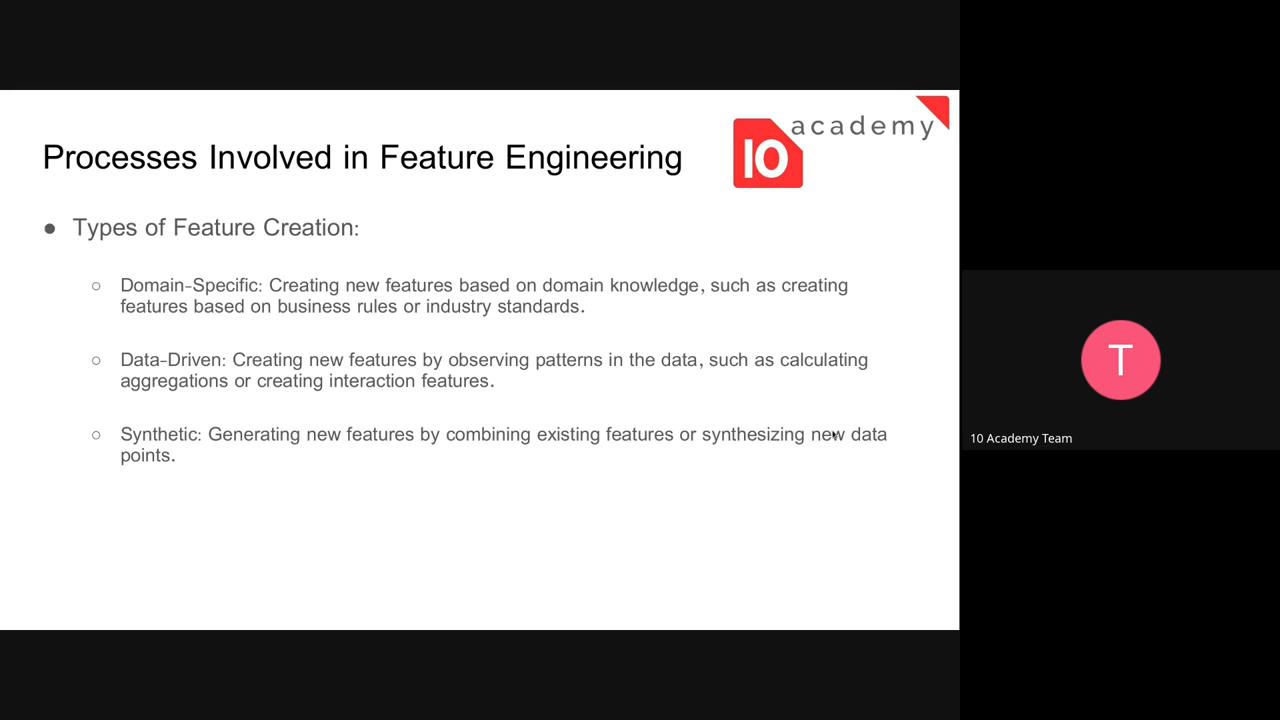 academy
10
Processes Involved in Feature Engineering
● Types of Feature Creation:
○ Domain-Specific: Creating new features based on domain knowledge, such as creating
features based on business rules or industry standards.
○ Data-Driven: Creating new features by observing patterns in the data, such as calculating
aggregations or creating interaction features.
○ Synthetic: Generating new features by combining existing features or synthesizing new data
points.
T
10 Academy Team